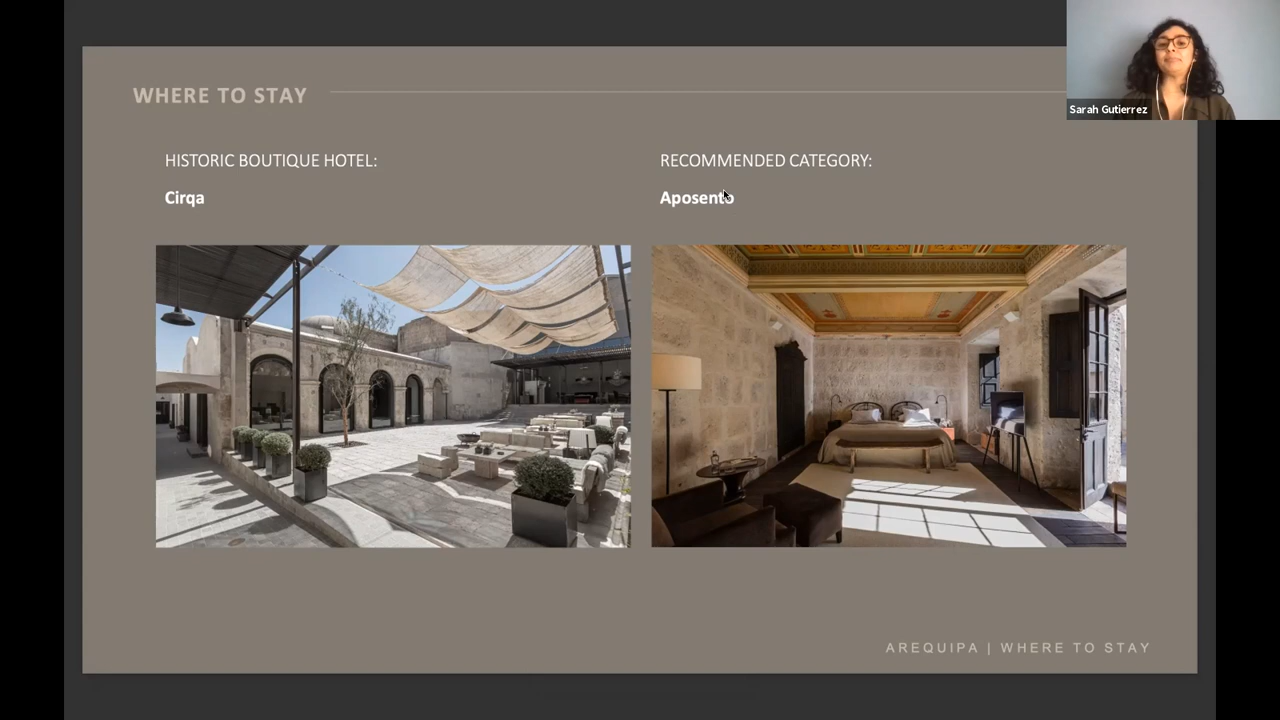 WHERE TO STAY
Sarah Gutierrez
HISTORIC BOUTIQUE HOTEL:
Cirqa
RECOMMENDED CATEGORY:
Aposento
AREQUIPA | WHERE TO STAY